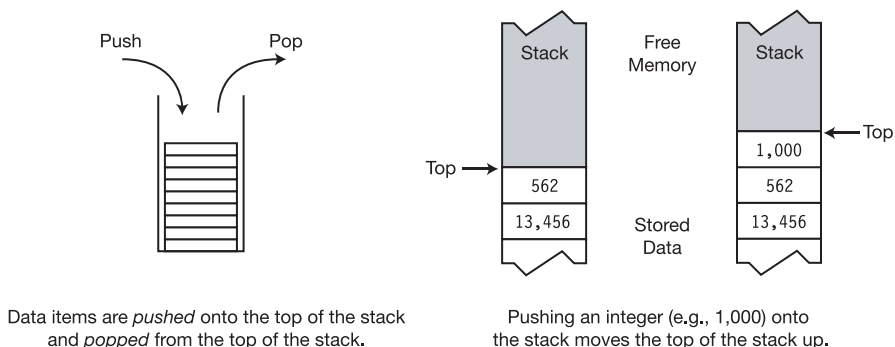 Push
Pop
Data items are pushed onto the top of the stack
and popped from the top of the stack.
Stack
Top
562
13,456
Free
Memory
Stored
Data
Stack
Top
1,000
562
13,456
Pushing an integer (e.g., 1,000) onto
the stack moves the top of the stack up.